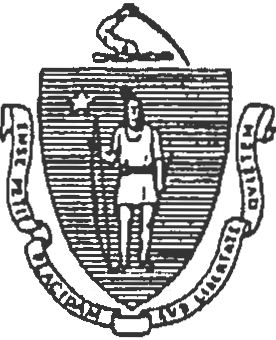 ENSE PETIT
PLACIDAM
SVB LIBERTATE
QVIETEM